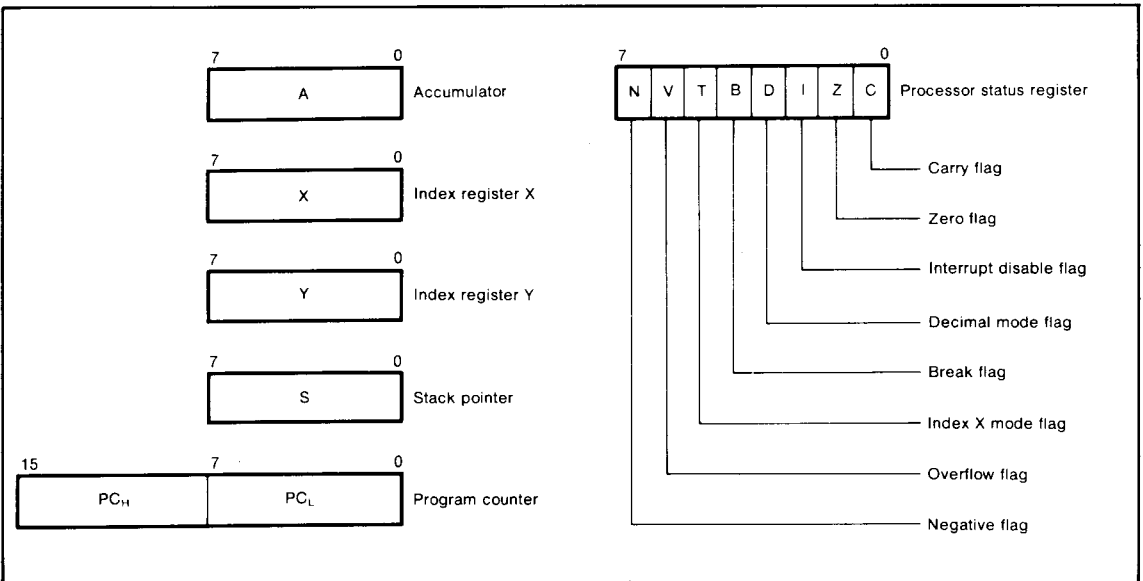 7 0
A
Accumulator
7 0
X
Index register X
7 0
Y
Index register Y
7 0
S
Stack pointer
15 7 0
PCH PCL
Program counter
7 0
N V T B D I Z C
Processor status register
Carry flag
Zero flag
Interrupt disable flag
Decimal mode flag
Break flag
Index X mode flag
Overflow flag
Negative flag